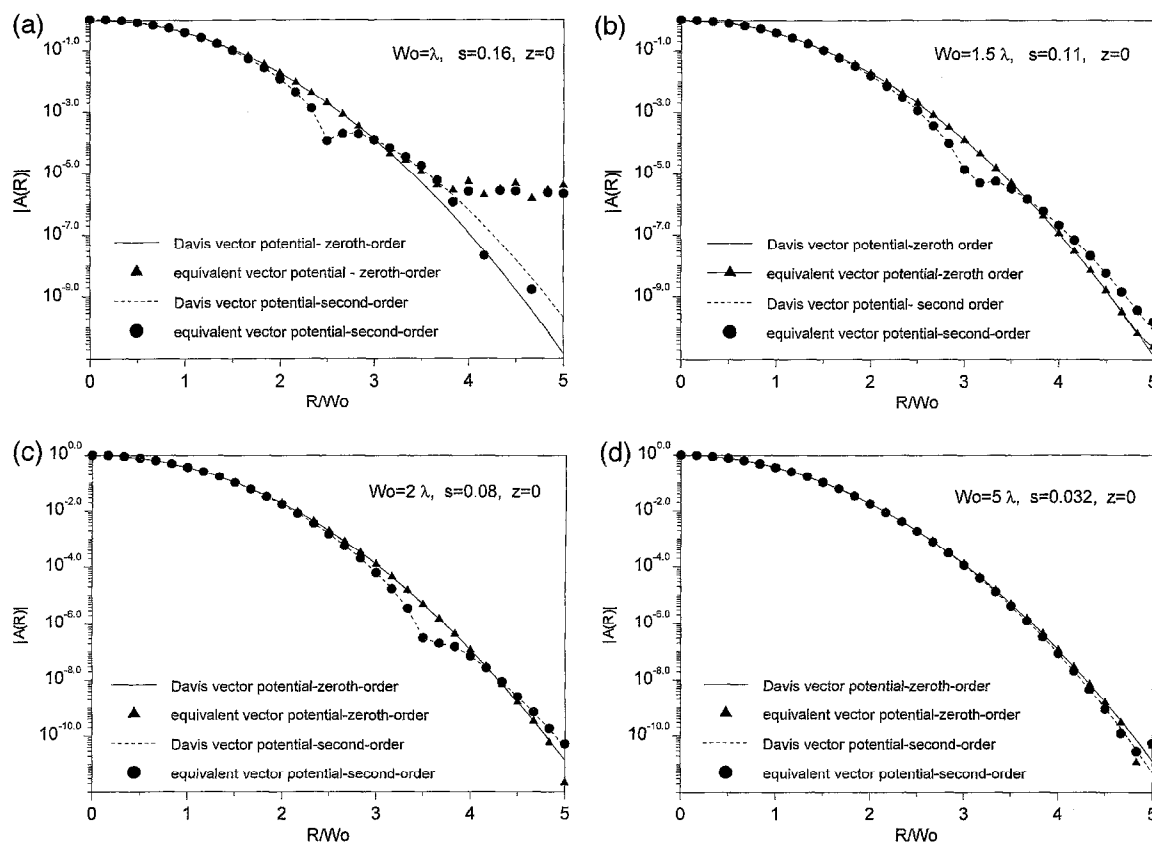 (a)
Wo=λ, s=0.16, z=0
10^-1.0
10^-3.0
10^-5.0
10^-7.0
10^-9.0
|A(R)|
Davis vector potential- zeroth-order
equivalent vector potential - zeroth-order
Davis vector potential-second-order
equivalent vector potential-second-order
0 1 2 3 4 5
R/Wo
(b)
Wo=1.5 λ, s=0.11, z=0
10^-1.0
10^-3.0
10^-5.0
10^-7.0
10^-9.0
|A(R)|
Davis vector potential-zeroth order
equivalent vector potential-zeroth order
Davis vector potential- second order
equivalent vector potential-second-order
0 1 2 3 4 5
R/Wo
(c)
Wo=2 λ, s=0.08, z=0
10^0.0
10^-2.0
10^-4.0
10^-6.0
10^-8.0
10^-10.0
|A(R)|
Davis vector potential-zeroth-order
equivalent vector potential-zeroth-order
Davis vector potential-second-order
equivalent vector potential-second-order
0 1 2 3 4 5
R/Wo
(d)
Wo=5 λ, s=0.032, z=0
10^0.0
10^-2.0
10^-4.0
10^-6.0
10^-8.0
10^-10.0
|A(R)|
Davis vector potential-zeroth-order
equivalent vector potential-zeroth-order
Davis vector potential-second-order
equivalent vector potential-second-order
0 1 2 3 4 5
R/Wo